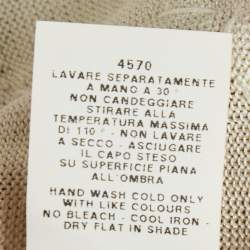 4570
LAVARE SEPARATAMENTE
A MANO A 30°
NON CANDEGGIARE
STIRARE ALLA
TEMPERATURA MASSIMA
DI 110° - NON LAVARE
A SECCO - ASCIUGARE
IL CAPO STESO
SU SUPERFICIE PIANA
ALL'OMBRA
HAND WASH COLD ONLY
WITH LIKE COLOURS
NO BLEACH - COOL IRON -
DRY FLAT IN SHADE